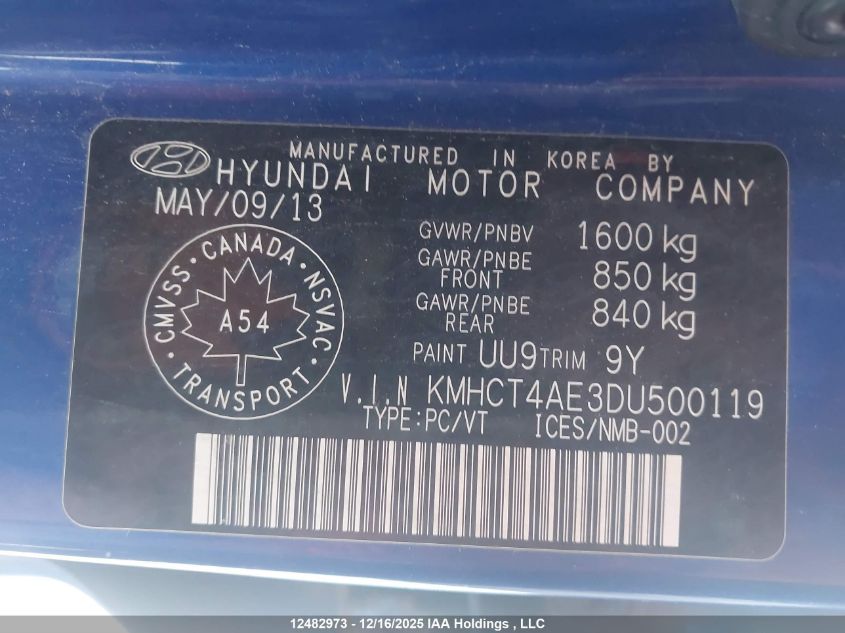 MANUFACTURED IN KOREA BY
HYUNDAI MOTOR COMPANY
MAY/09/13
GVWR/PNBV 1600 kg
GAWR/PNBE FRONT 850 kg
GAWR/PNBE REAR 840 kg
PAINT UU9 TRIM 9Y
V.I.N KMHCT4AE3DU500119
TYPE:PC/VT ICES/NMB-002
CMVSS · CANADA · NSVAC · TRANSPORT ·
A54
12482973 - 12/16/2025 IAA Holdings , LLC